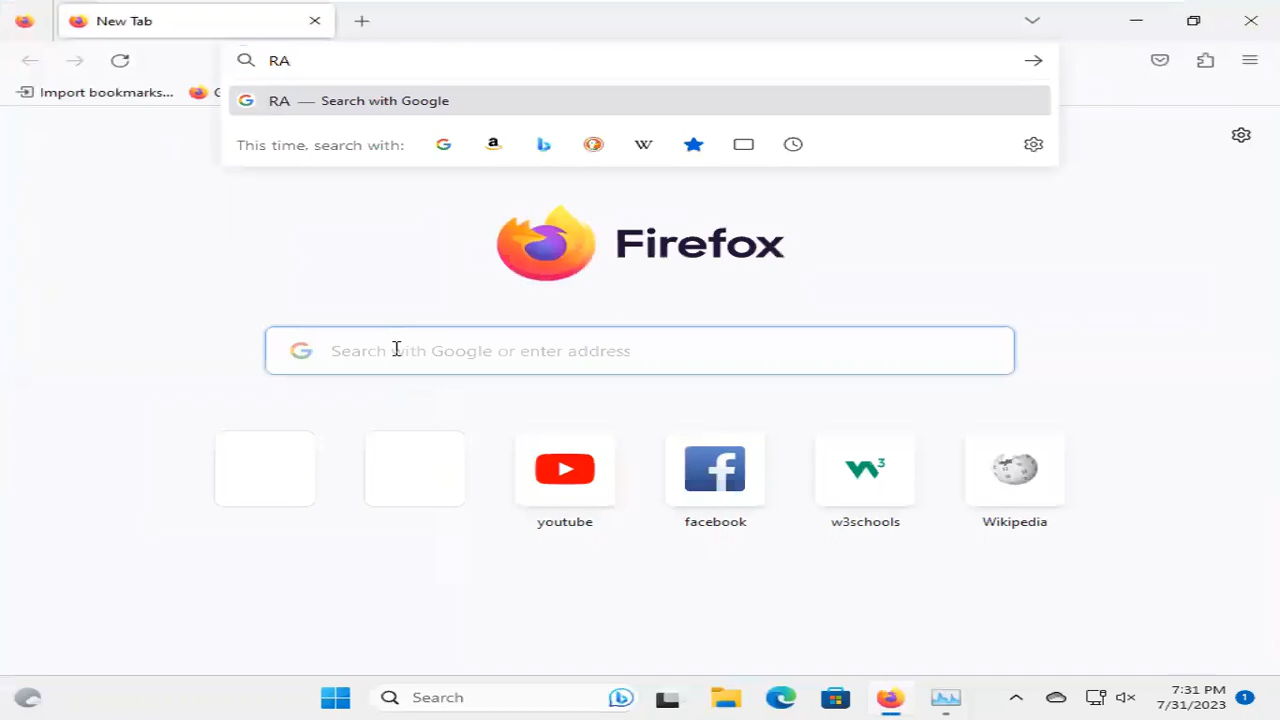 New Tab
RA
Import bookmarks...
RA — Search with Google
This time, search with:
Firefox
Search with Google or enter address
youtube
facebook
w3schools
Wikipedia
Search
7:31 PM
7/31/2023
1